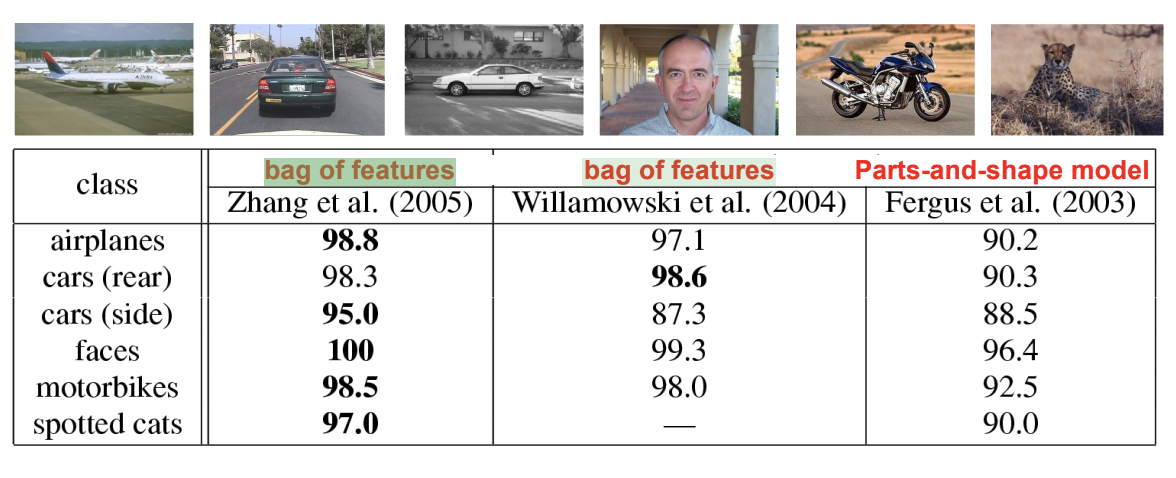 bag of features bag of features Parts-and-shape model
class
Zhang et al. (2005) Willamowski et al. (2004) Fergus et al. (2003)
airplanes 98.8 97.1 90.2
cars (rear) 98.3 98.6 90.3
cars (side) 95.0 87.3 88.5
faces 100 99.3 96.4
motorbikes 98.5 98.0 92.5
spotted cats 97.0 — 90.0